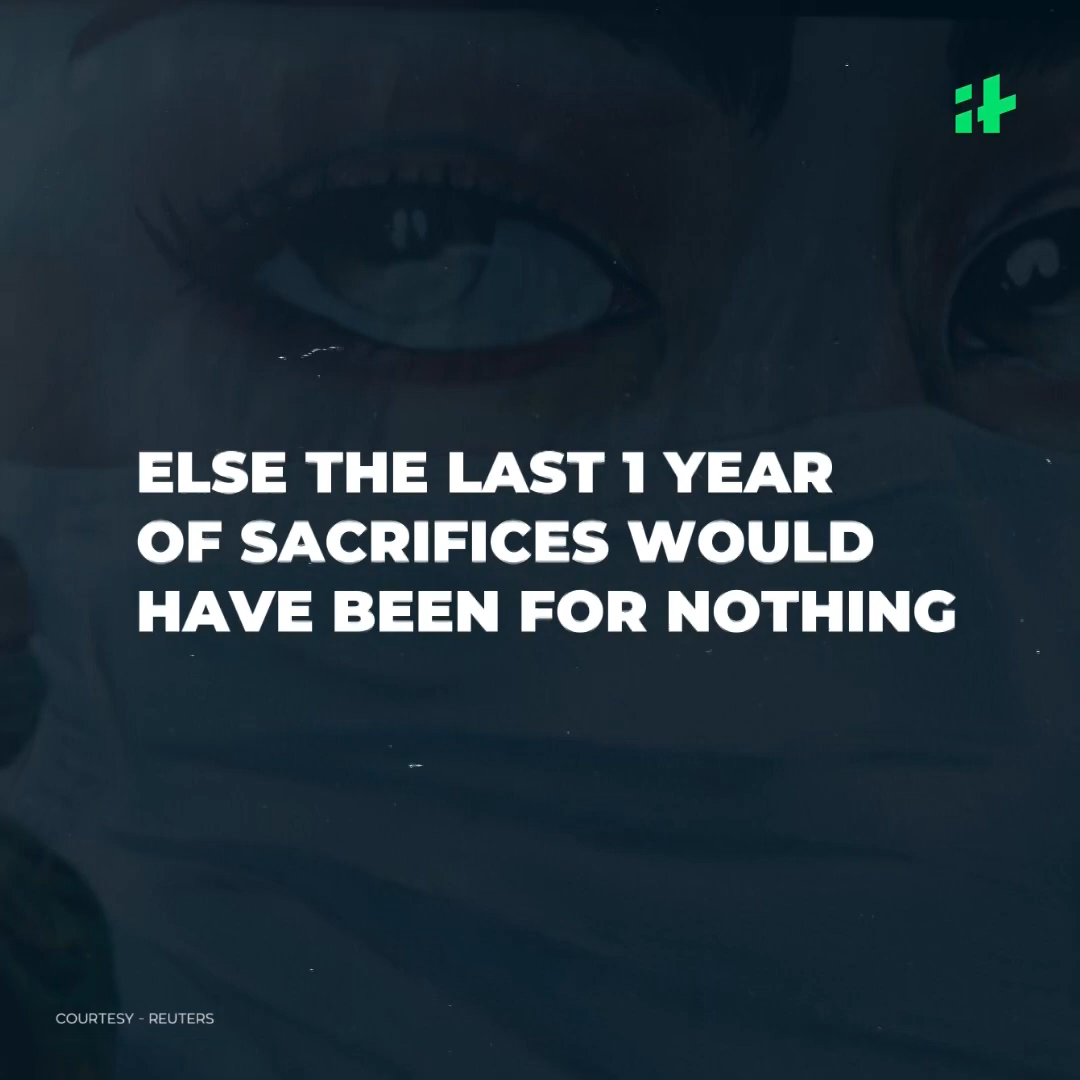 ELSE THE LAST 1 YEAR
OF SACRIFICES WOULD
HAVE BEEN FOR NOTHING
COURTESY - REUTERS